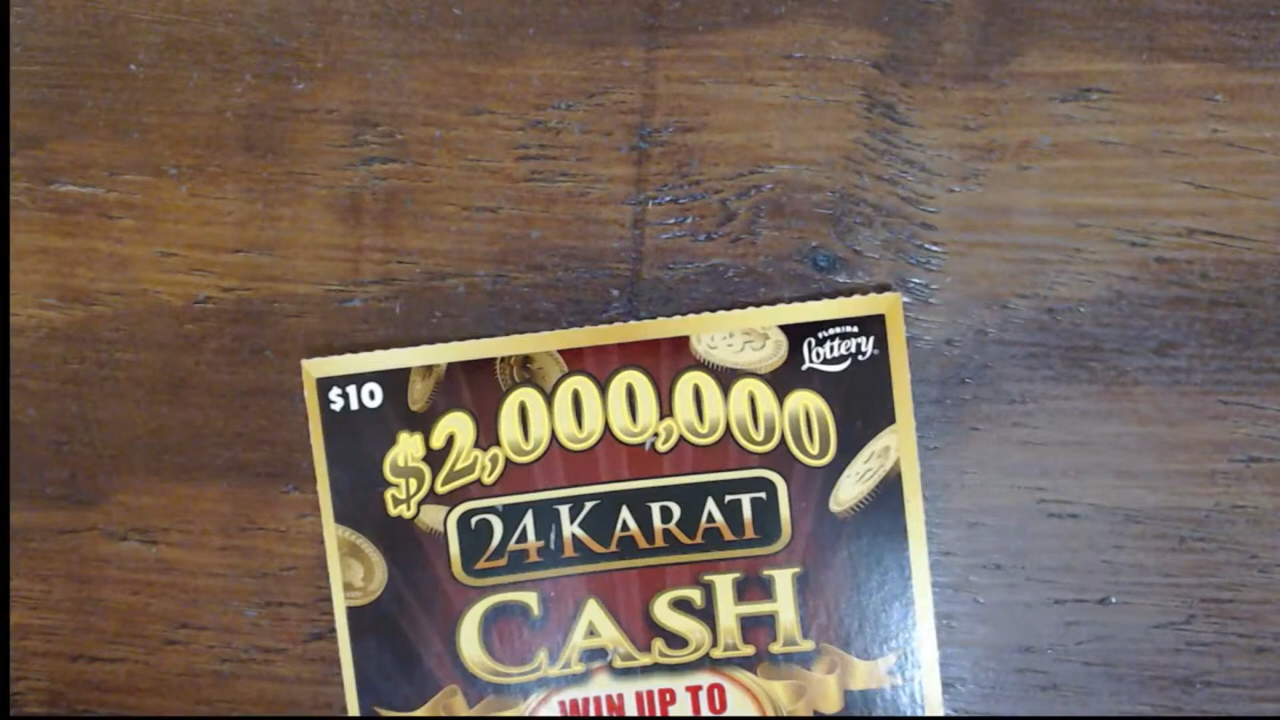 FLORIDA
Lottery®
$10
$2,000,000
24 KARAT
CASH
WIN UP TO